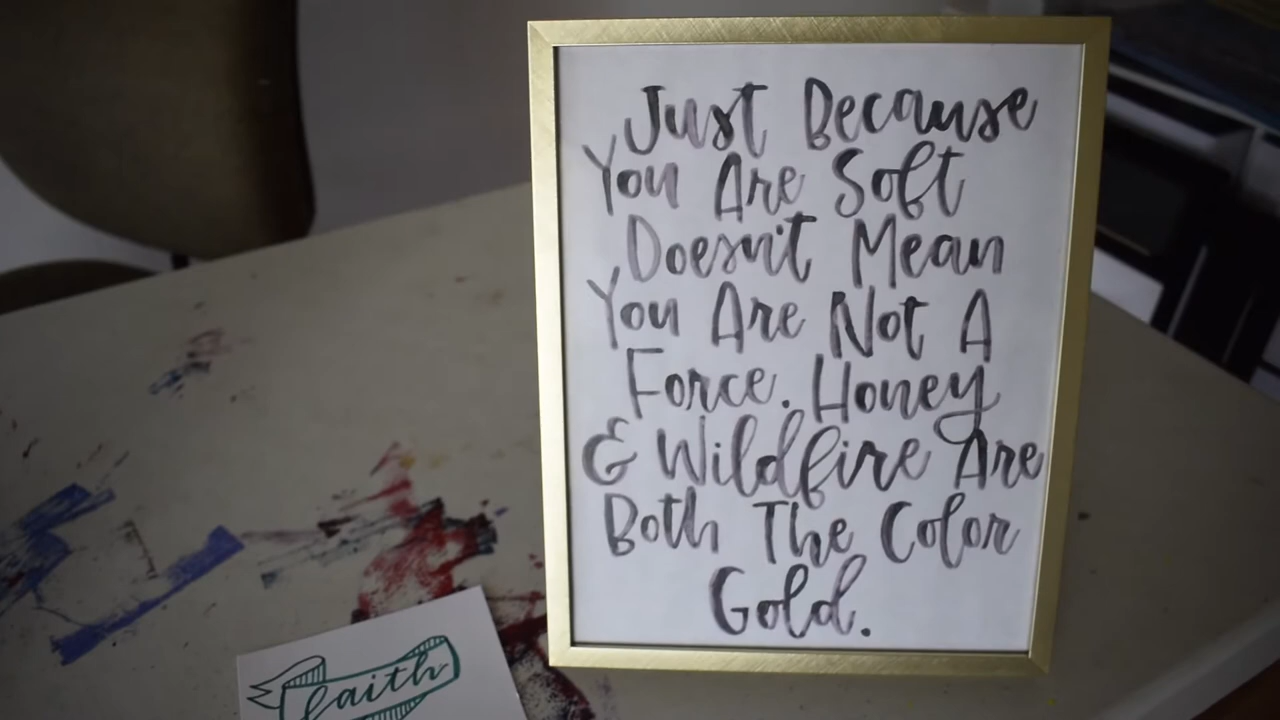 Just Because
You Are Soft
Doesn't Mean
You Are Not A
Force. Honey
& Wildfire Are
Both The Color
Gold.
faith